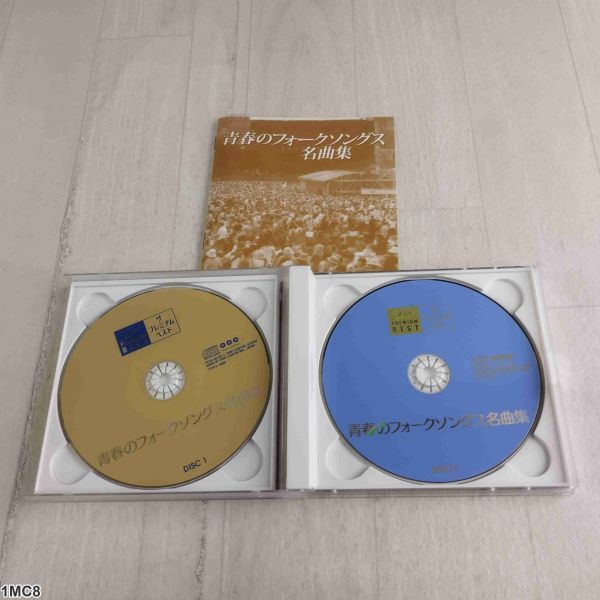 青春のフォークソングス
名曲集
ザ
プレミアム
ベスト
青春のフォークソングス名曲集
DISC 1
PREMIUM
BEST
青春のフォークソングス名曲集
1MC8